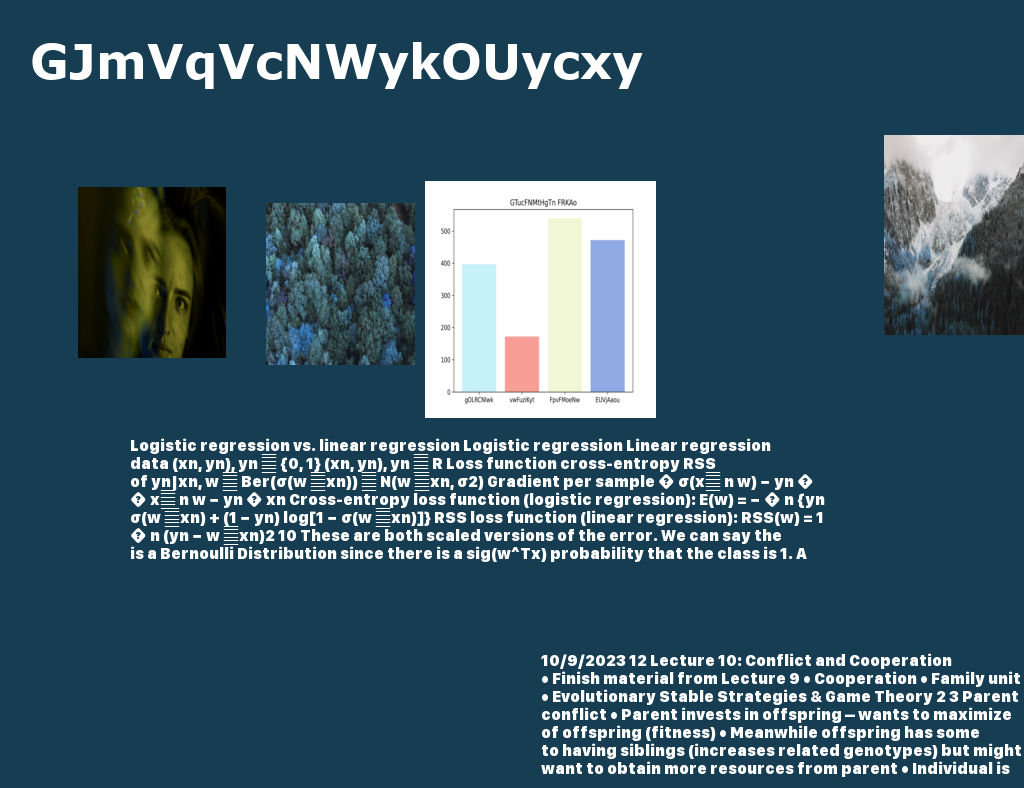 GJmVqVcNWykOUycxy
GTucFNMtHgTn FRKAo
500
400
300
200
100
0
gOLRCNIwk vwFuziKyt FpvFMoeNw EUVjAaou
Logistic regression vs. linear regression Logistic regression Linear regression
data (xn, yn), yn {0, 1} (xn, yn), yn R Loss function cross-entropy RSS
of yn|xn, w Ber(σ(w xn)) N(w xn, σ2) Gradient per sample � σ(x n w) − yn �
� x n w − yn � xn Cross-entropy loss function (logistic regression): E(w) = − � n {yn
σ(w xn) + (1 − yn) log[1 − σ(w xn)]} RSS loss function (linear regression): RSS(w) = 1
� n (yn − w xn)2 10 These are both scaled versions of the error. We can say the
is a Bernoulli Distribution since there is a sig(w^Tx) probability that the class is 1. A
10/9/2023 12 Lecture 10: Conflict and Cooperation
• Finish material from Lecture 9 • Cooperation • Family unit
• Evolutionary Stable Strategies & Game Theory 2 3 Parent
conflict • Parent invests in offspring – wants to maximize
of offspring (fitness) • Meanwhile offspring has some
to having siblings (increases related genotypes) but might
want to obtain more resources from parent • Individual is